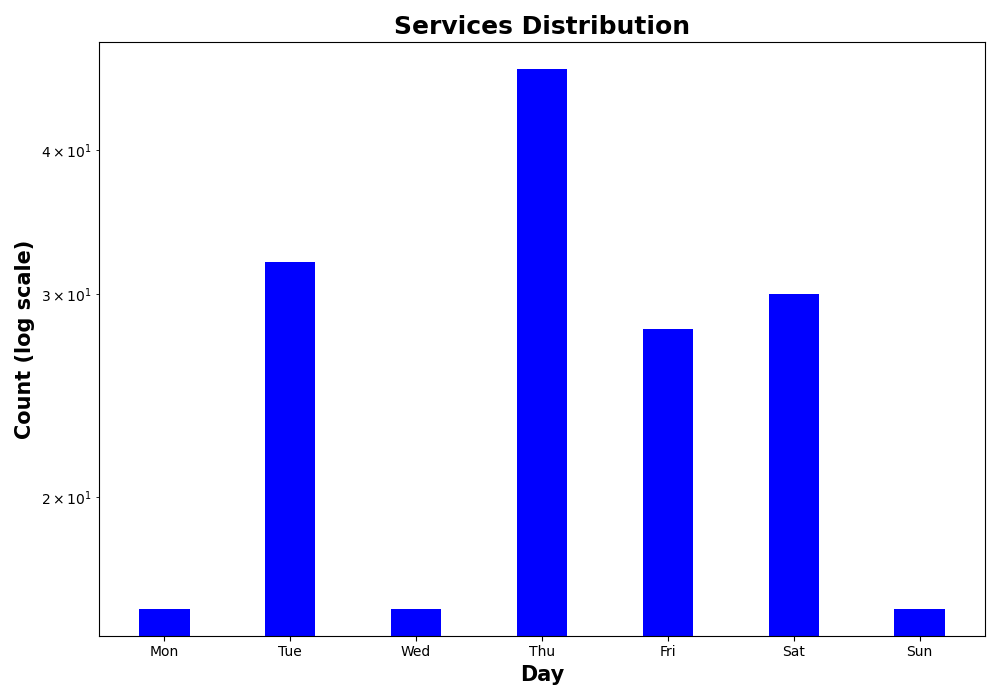 Services Distribution
Count (log scale)
4 × 10¹
3 × 10¹
2 × 10¹
Mon Tue Wed Thu Fri Sat Sun
Day